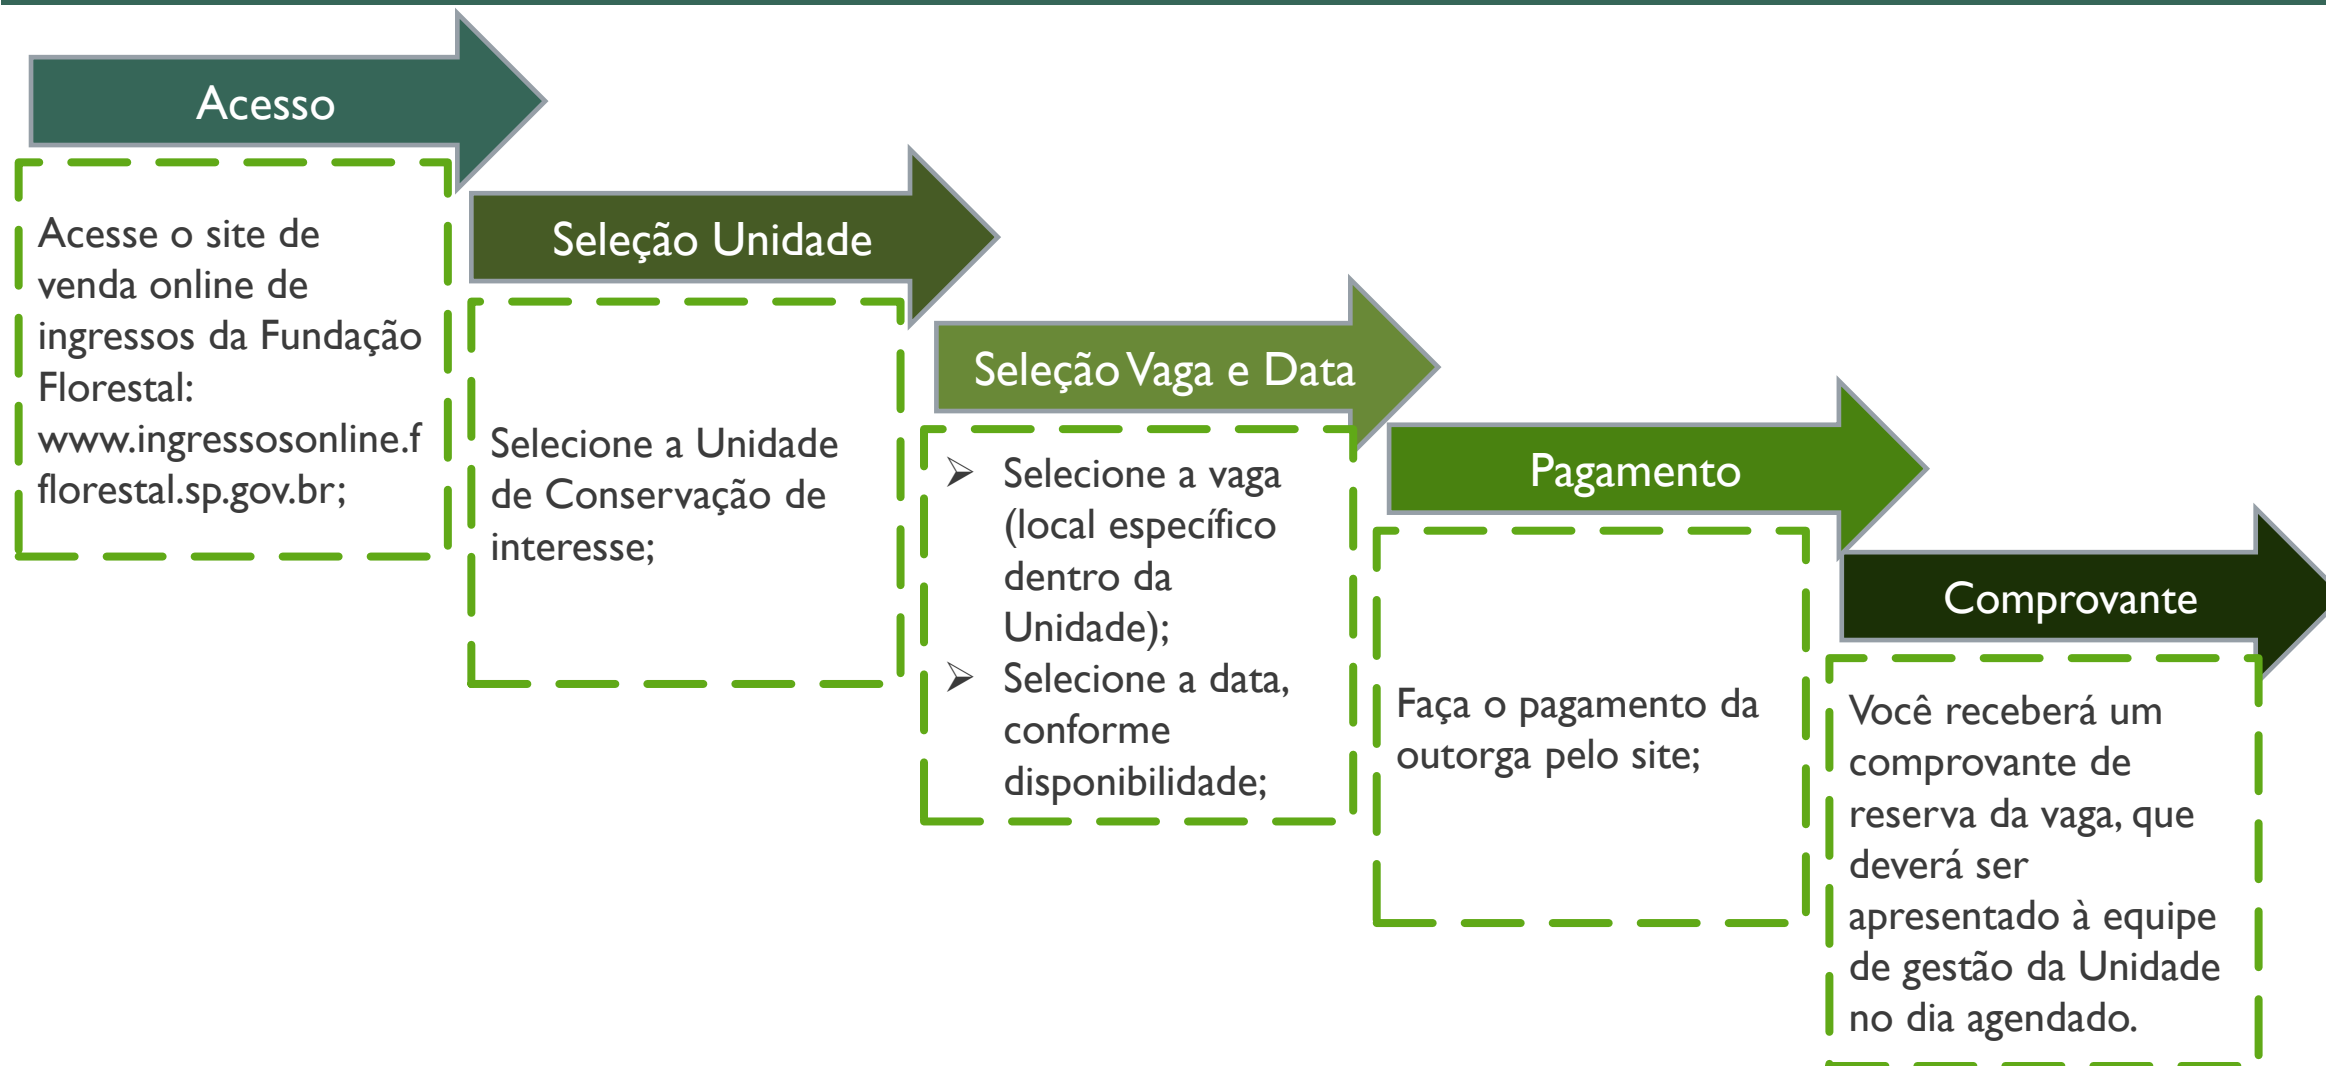 Acesso
Acesse o site de
venda online de
ingressos da Fundação
Florestal:
www.ingressosonline.f
florestal.sp.gov.br;
Seleção Unidade
Selecione a Unidade
de Conservação de
interesse;
Seleção Vaga e Data
➢ Selecione a vaga
(local específico
dentro da
Unidade);
➢ Selecione a data,
conforme
disponibilidade;
Pagamento
Faça o pagamento da
outorga pelo site;
Comprovante
Você receberá um
comprovante de
reserva da vaga, que
deverá ser
apresentado à equipe
de gestão da Unidade
no dia agendado.